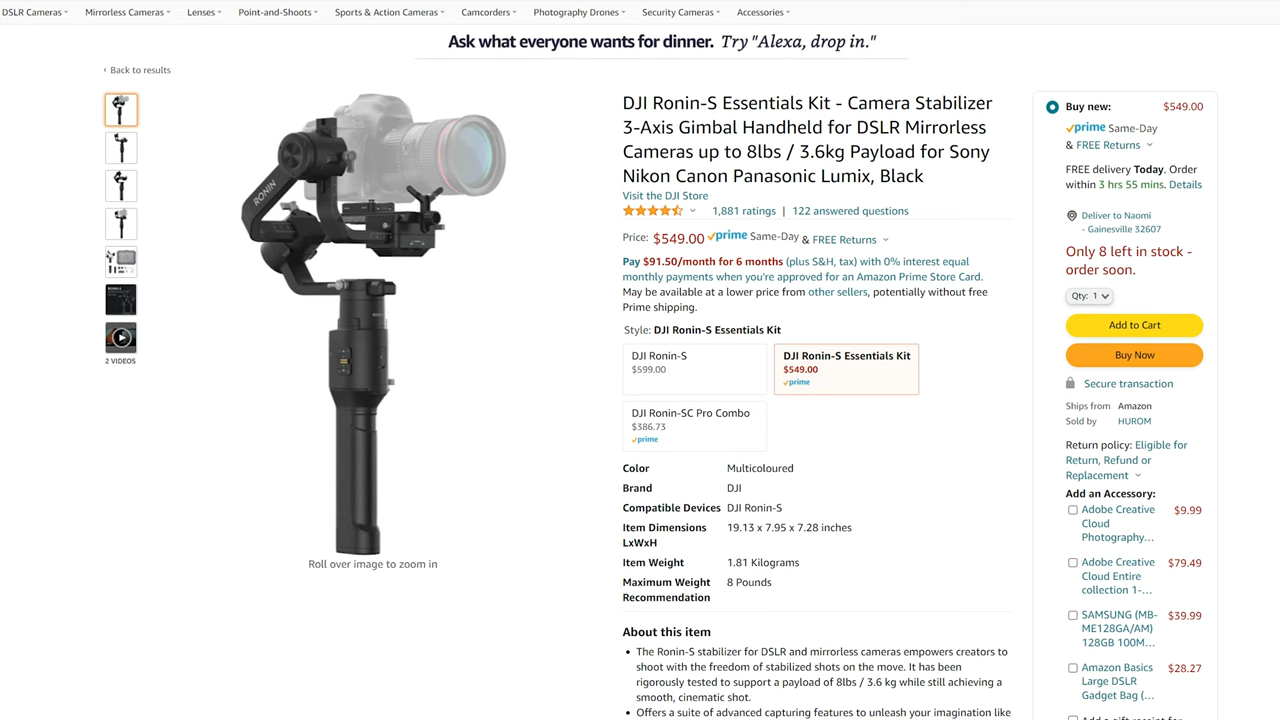 DSLR Cameras Mirrorless Cameras Lenses Point-and-Shoots Sports & Action Cameras Camcorders Photography Drones Security Cameras Accessories
Ask what everyone wants for dinner. Try "Alexa, drop in."
‹ Back to results
RONIN
2 VIDEOS
Roll over image to zoom in
DJI Ronin-S Essentials Kit - Camera Stabilizer
3-Axis Gimbal Handheld for DSLR Mirrorless
Cameras up to 8lbs / 3.6kg Payload for Sony
Nikon Canon Panasonic Lumix, Black
Visit the DJI Store
1,881 ratings | 122 answered questions
Price: $549.00 prime Same-Day & FREE Returns
Pay $91.50/month for 6 months (plus S&H, tax) with 0% interest equal
monthly payments when you're approved for an Amazon Prime Store Card.
May be available at a lower price from other sellers, potentially without free
Prime shipping.
Style: DJI Ronin-S Essentials Kit
DJI Ronin-S
$599.00
DJI Ronin-S Essentials Kit
$549.00
prime
DJI Ronin-SC Pro Combo
$386.73
prime
Color Multicoloured
Brand DJI
Compatible Devices DJI Ronin-S
Item Dimensions 19.13 x 7.95 x 7.28 inches
LxWxH
Item Weight 1.81 Kilograms
Maximum Weight 8 Pounds
Recommendation
About this item
• The Ronin-S stabilizer for DSLR and mirrorless cameras empowers creators to
shoot with the freedom of stabilized shots on the move. It has been
rigorously tested to support a payload of 8lbs / 3.6 kg while still achieving a
smooth, cinematic shot.
• Offers a suite of advanced capturing features to unleash your imagination like
Buy new: $549.00
prime Same-Day
& FREE Returns
FREE delivery Today. Order
within 3 hrs 55 mins. Details
Deliver to Naomi
- Gainesville 32607
Only 8 left in stock -
order soon.
Qty: 1
Add to Cart
Buy Now
Secure transaction
Ships from Amazon
Sold by HUROM
Return policy: Eligible for
Return, Refund or
Replacement
Add an Accessory:
Adobe Creative $9.99
Cloud
Photography...
Adobe Creative $79.49
Cloud Entire
collection 1-...
SAMSUNG (MB- $39.99
ME128GA/AM)
128GB 100M...
Amazon Basics $28.27
Large DSLR
Gadget Bag (...